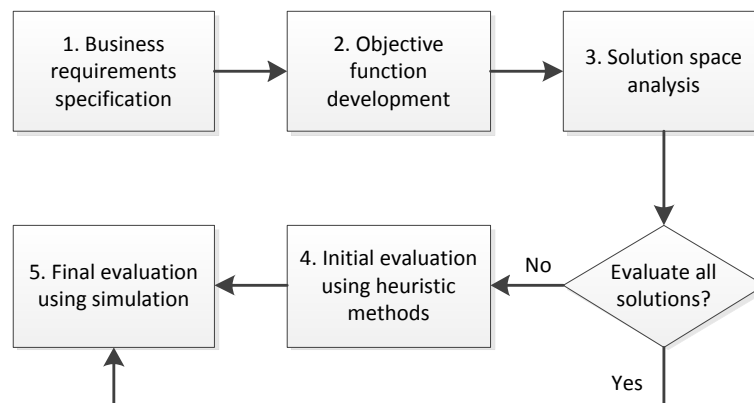 1. Business
requirements
specification
2. Objective
function
development
3. Solution space
analysis
Evaluate all
solutions?
No
Yes
4. Initial evaluation
using heuristic
methods
5. Final evaluation
using simulation